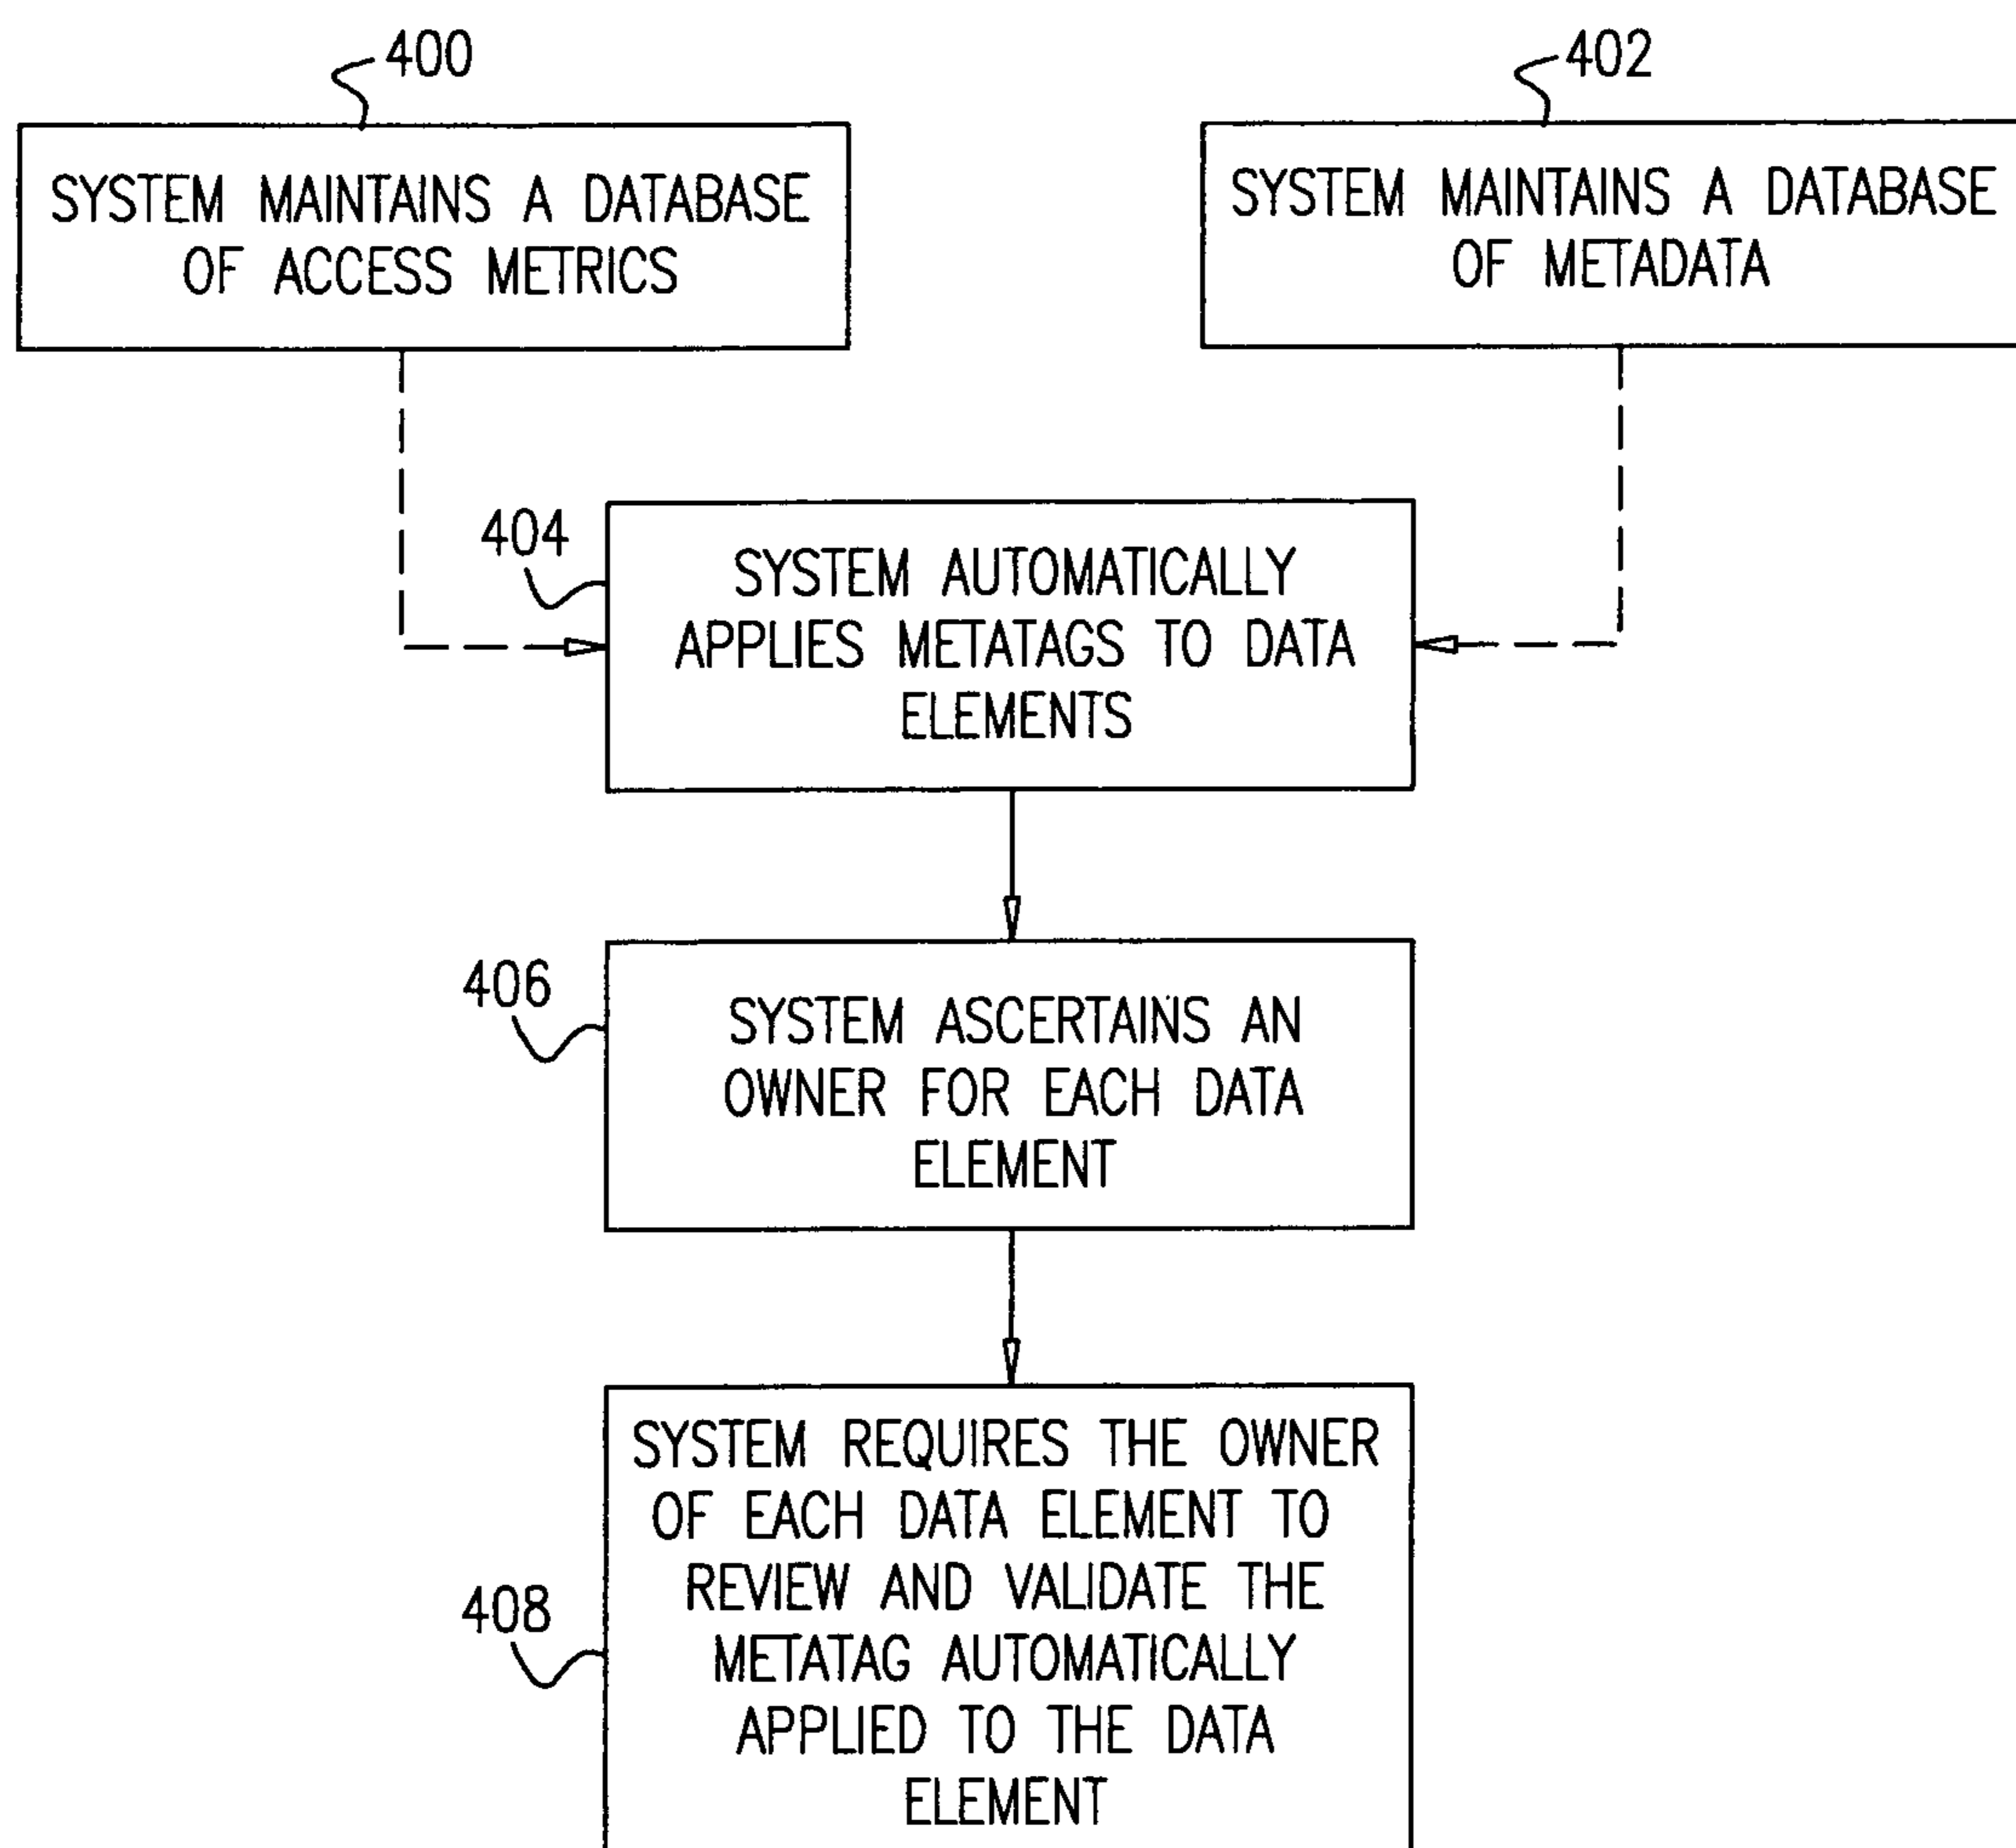 400
SYSTEM MAINTAINS A DATABASE
OF ACCESS METRICS
402
SYSTEM MAINTAINS A DATABASE
OF METADATA
404
SYSTEM AUTOMATICALLY
APPLIES METATAGS TO DATA
ELEMENTS
406
SYSTEM ASCERTAINS AN
OWNER FOR EACH DATA
ELEMENT
408
SYSTEM REQUIRES THE OWNER
OF EACH DATA ELEMENT TO
REVIEW AND VALIDATE THE
METATAG AUTOMATICALLY
APPLIED TO THE DATA
ELEMENT